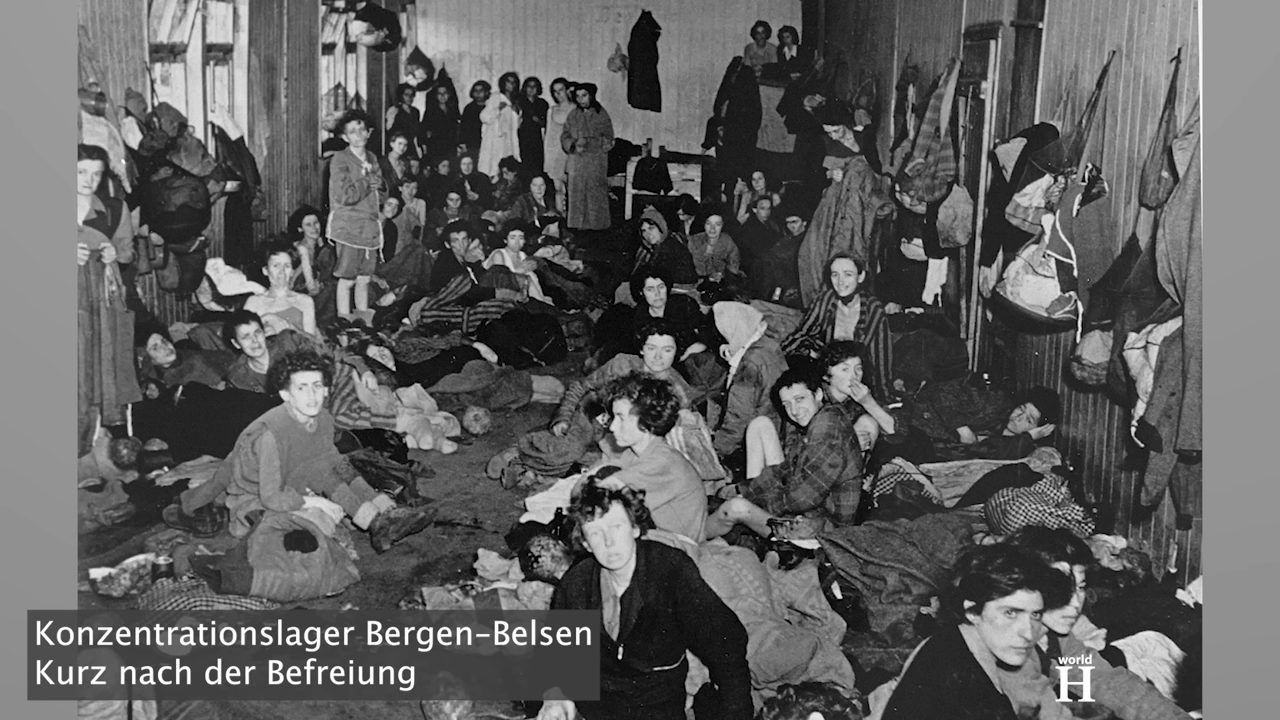 Konzentrationslager Bergen-Belsen
Kurz nach der Befreiung
world
H